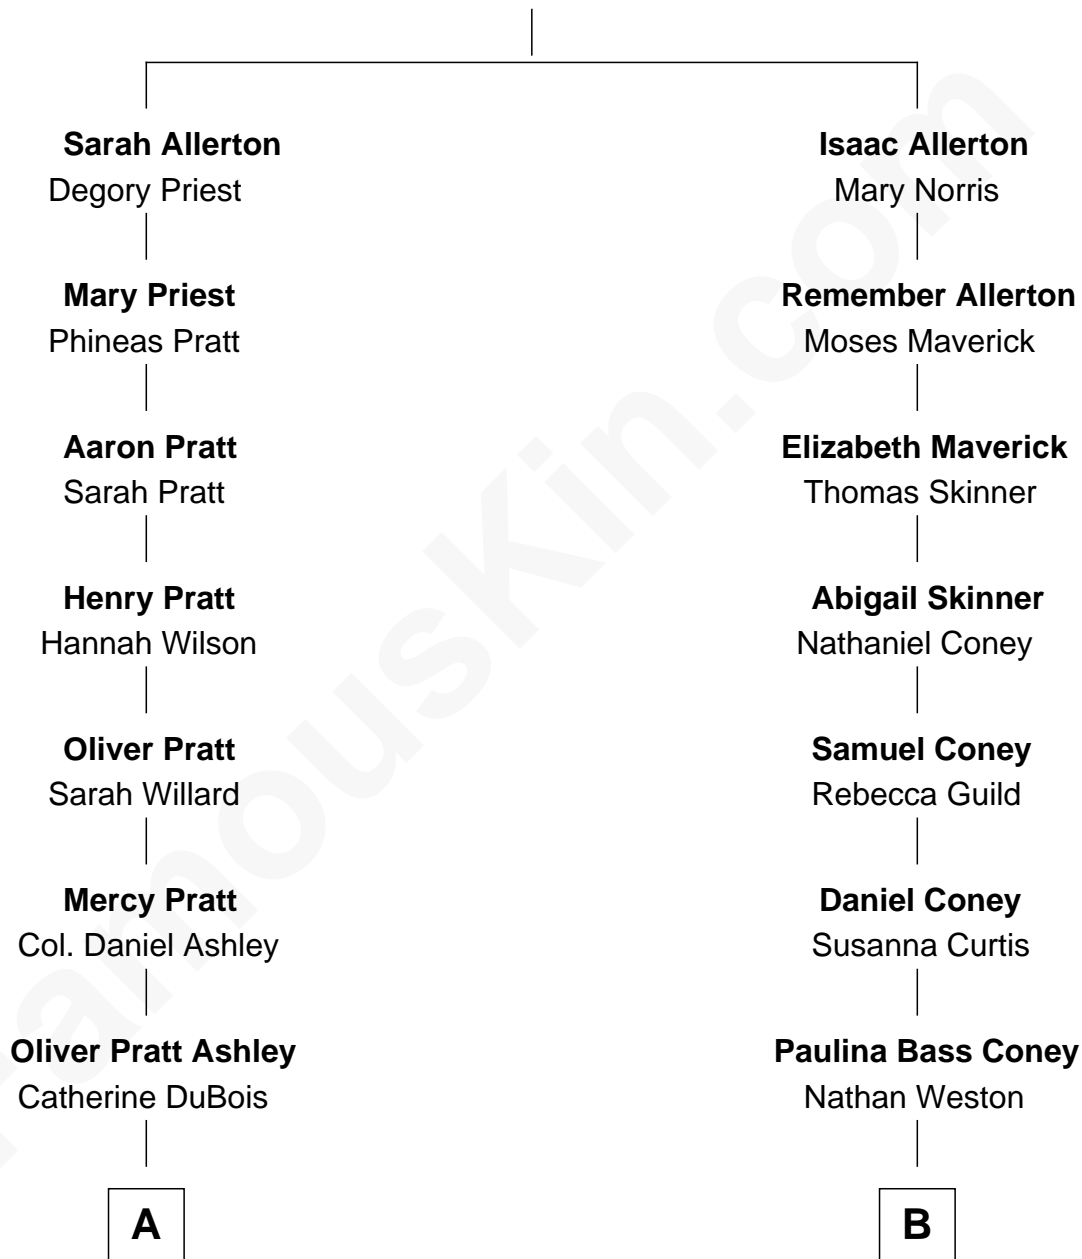 Sarah Allerton
Degory Priest
Mary Priest
Phineas Pratt
Aaron Pratt
Sarah Pratt
Henry Pratt
Hannah Wilson
Oliver Pratt
Sarah Willard
Mercy Pratt
Col. Daniel Ashley
Oliver Pratt Ashley
Catherine DuBois
A
Isaac Allerton
Mary Norris
Remember Allerton
Moses Maverick
Elizabeth Maverick
Thomas Skinner
Abigail Skinner
Nathaniel Coney
Samuel Coney
Rebecca Guild
Daniel Coney
Susanna Curtis
Paulina Bass Coney
Nathan Weston
B
FamousKin.com